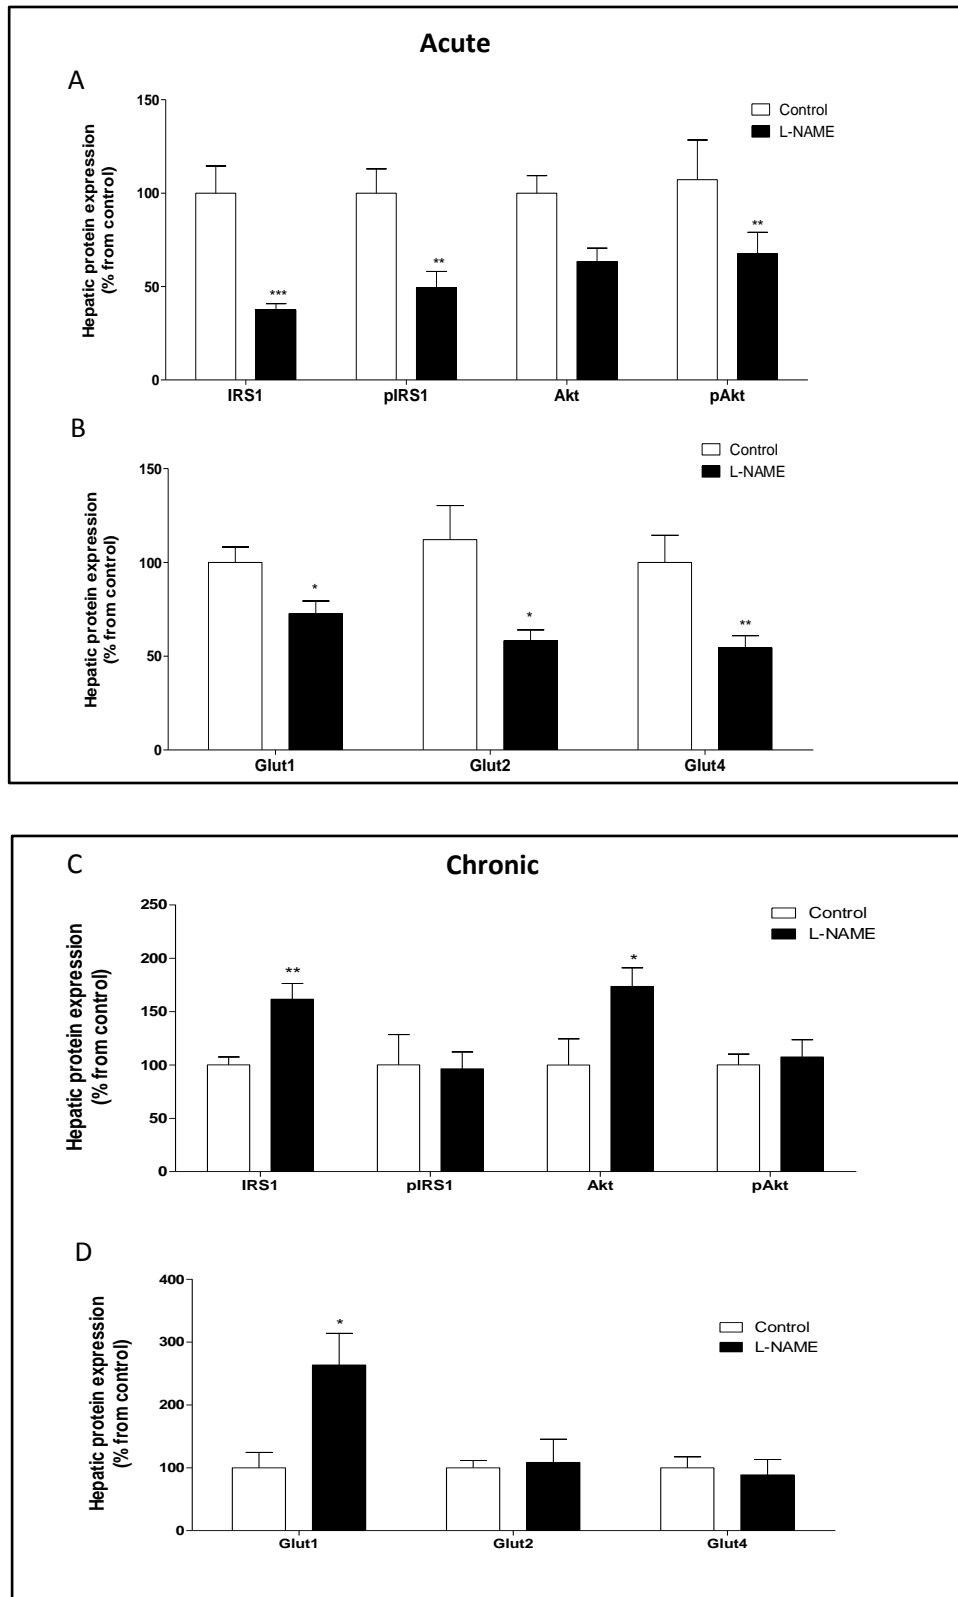 Acute
A
Hepatic protein expression
(% from control)
150
100
50
0
Control
L-NAME
***
**
**
IRS1 pIRS1 Akt pAkt
B
Hepatic protein expression
(% from control)
150
100
50
0
Control
L-NAME
*
*
**
Glut1 Glut2 Glut4
C
Chronic
Hepatic protein expression
(% from control)
250
200
150
100
50
0
Control
L-NAME
**
*
IRS1 pIRS1 Akt pAkt
D
Hepatic protein expression
(% from control)
400
300
200
100
0
Control
L-NAME
*
Glut1 Glut2 Glut4